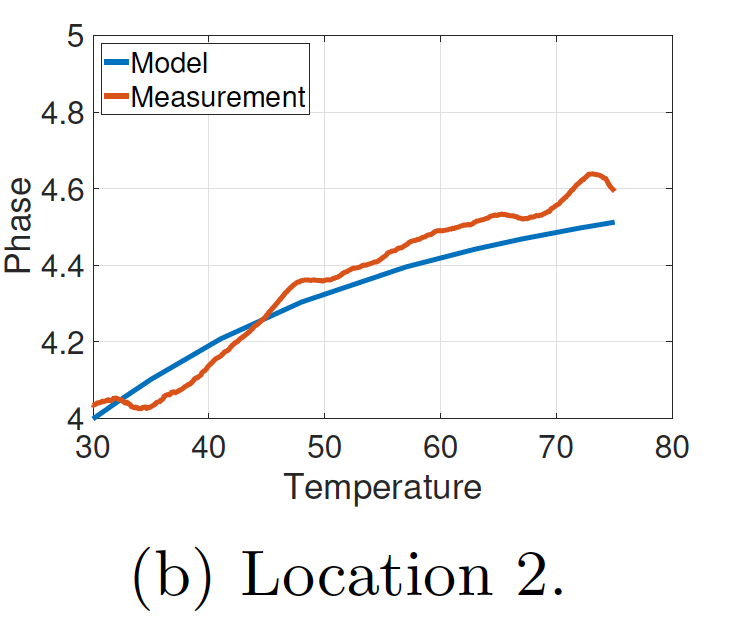 5
Model
Measurement
4.8
4.6
4.4
4.2
4
Phase
30 40 50 60 70 80
Temperature
(b) Location 2.